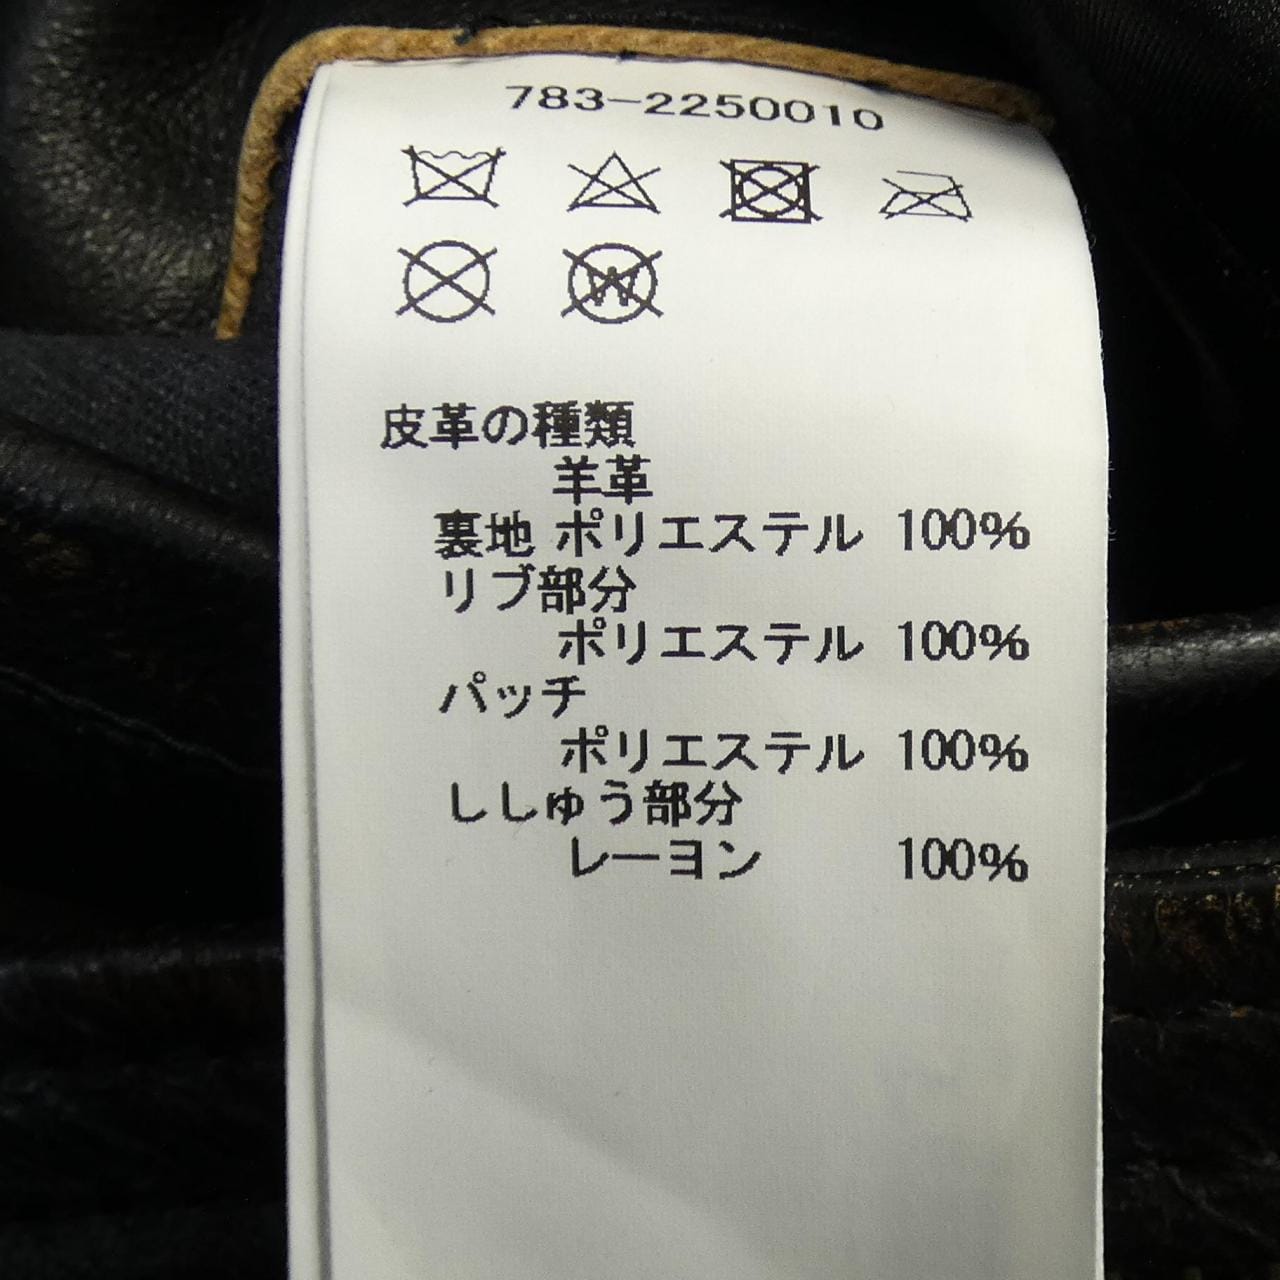 783-2250010
W
皮革の種類
羊革
裏地 ポリエステル 100%
リブ部分
ポリエステル 100%
パッチ
ポリエステル 100%
ししゅう部分
レーヨン 100%